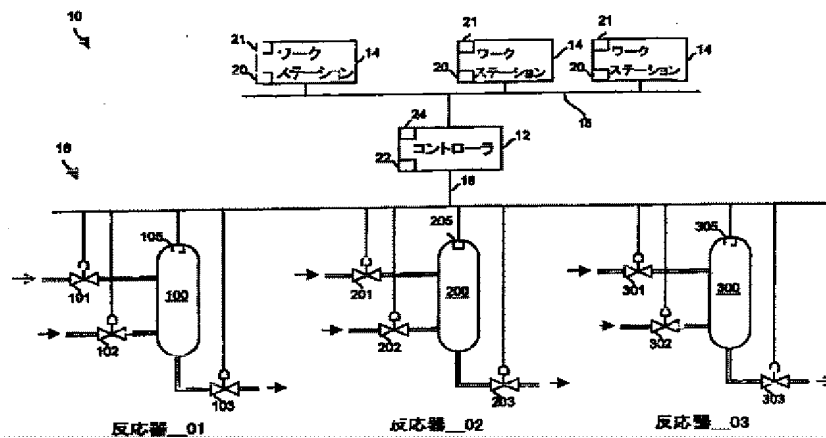 10
21 ワーク 14
20 ステーション
21 ワーク 14
20 ステーション
21 ワーク 14
20 ステーション
24 12
コントローラ
22
16
18
105 205 305
101 100 201 200 301 300
102 202 302
103 203 303
反応器__01 反応器__02 反応器__03